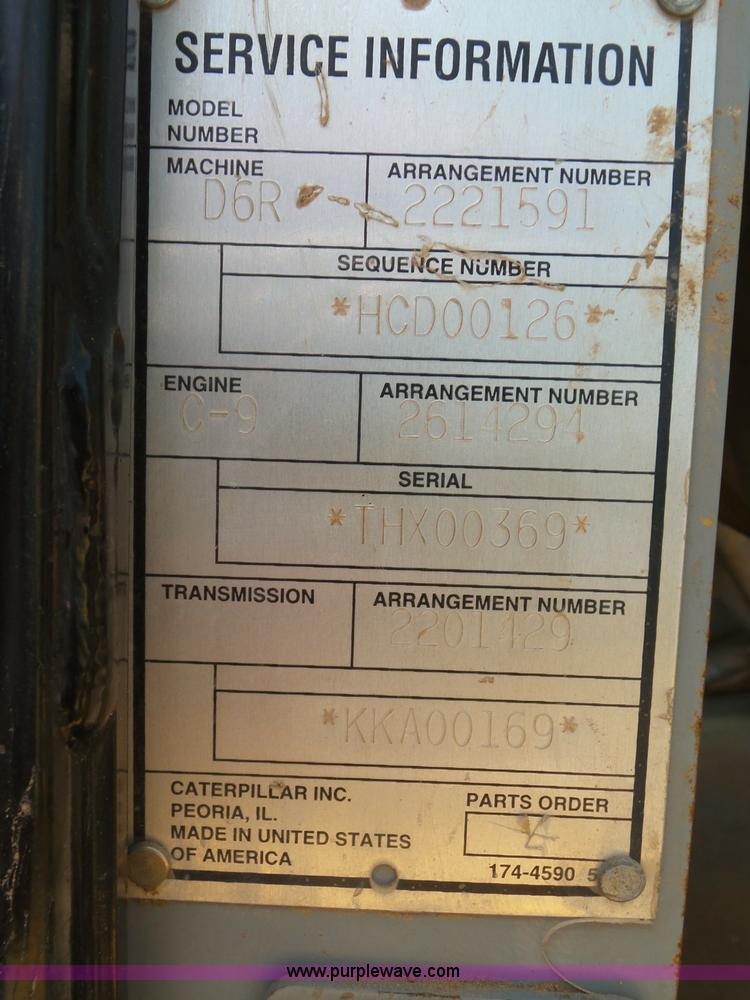 SERVICE INFORMATION
MODEL
NUMBER
MACHINE
ARRANGEMENT NUMBER
D6R
2221591
SEQUENCE NUMBER
*HCD00126*
ENGINE
ARRANGEMENT NUMBER
C-9
2614294
SERIAL
*THX00369*
TRANSMISSION
ARRANGEMENT NUMBER
2201429
*KKA00169*
CATERPILLAR INC.
PEORIA, IL.
MADE IN UNITED STATES
OF AMERICA
PARTS ORDER
174-4590 5
www.purplewave.com